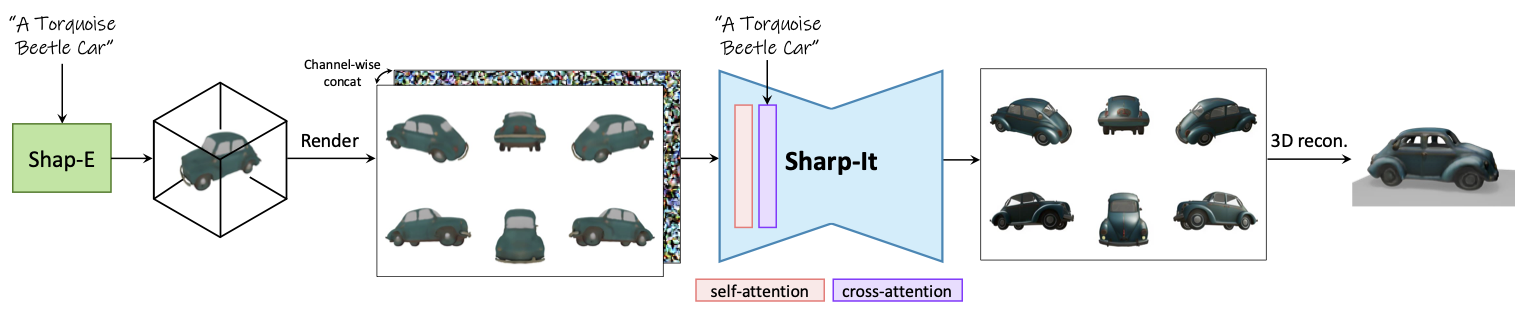 “A Torquoise
Beetle Car”
Shap-E
Render
Channel-wise
concat
“A Torquoise
Beetle Car”
Sharp-It
self-attention
cross-attention
3D recon.